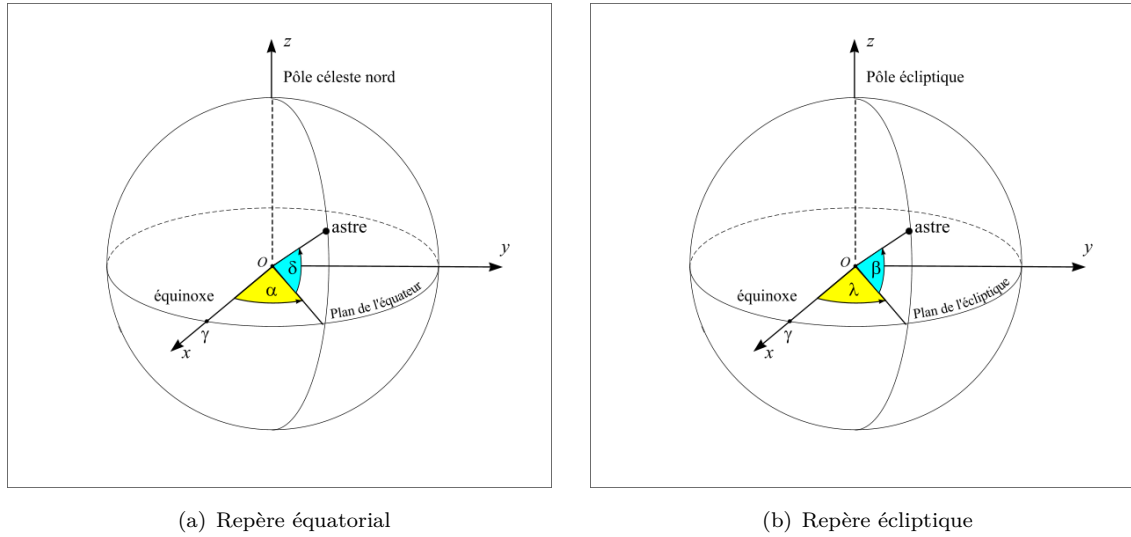 z
Pôle céleste nord
astre
y
O
δ
α
équinoxe
Plan de l'équateur
γ
x
(a) Repère équatorial
z
Pôle écliptique
astre
y
O
β
λ
équinoxe
Plan de l'écliptique
γ
x
(b) Repère écliptique